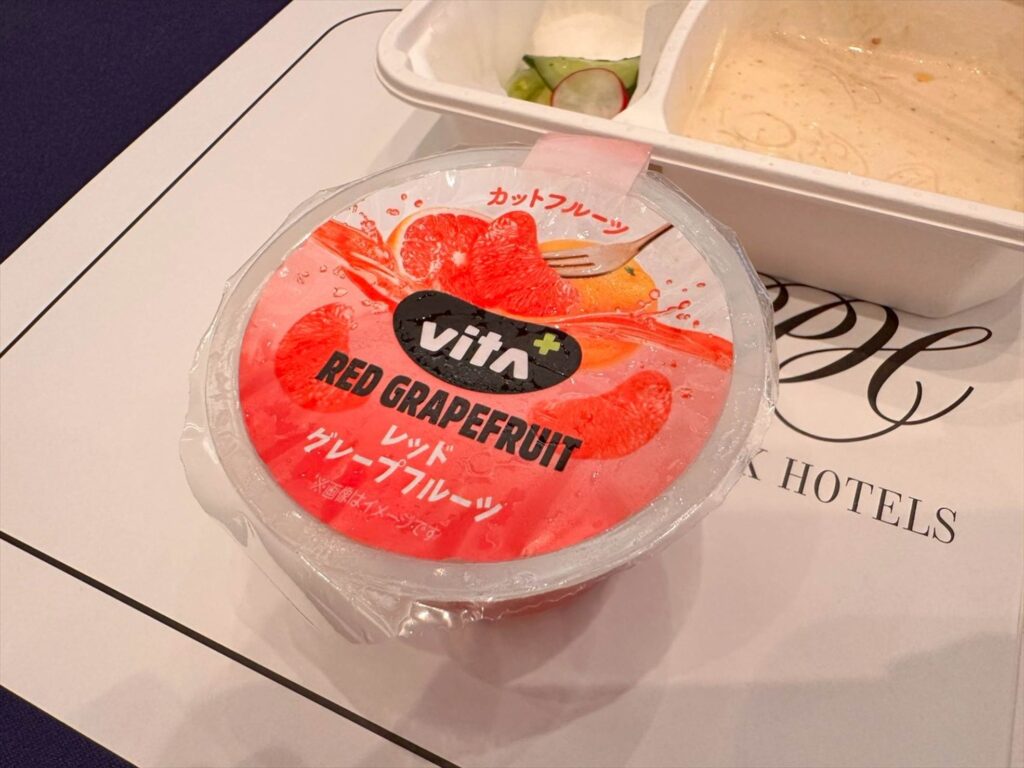 カットフルーツ
vita+
RED GRAPEFRUIT
レッド
グレープフルーツ
※画像はイメージです
PH
HOTELS